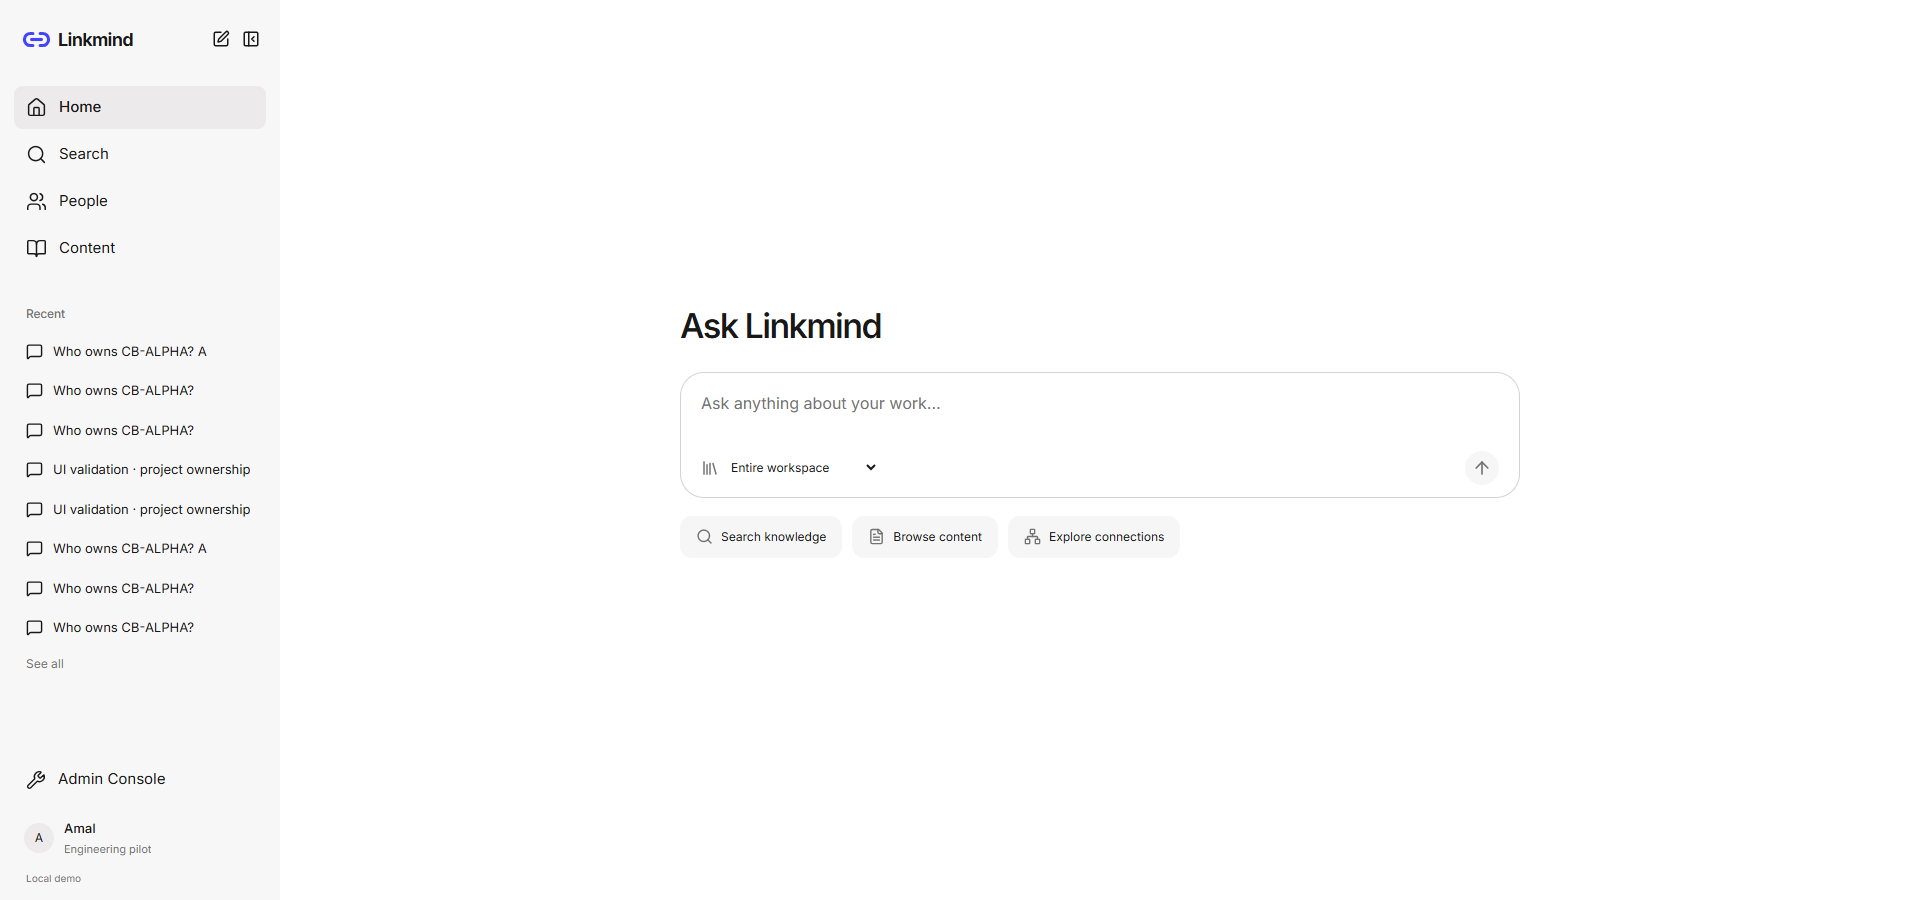 Linkmind
Home
Search
People
Content
Recent
Who owns CB-ALPHA? A
Who owns CB-ALPHA?
Who owns CB-ALPHA?
UI validation · project ownership
UI validation · project ownership
Who owns CB-ALPHA? A
Who owns CB-ALPHA?
Who owns CB-ALPHA?
See all
Admin Console
A
Amal
Engineering pilot
Local demo
Ask Linkmind
Ask anything about your work...
Entire workspace
Search knowledge
Browse content
Explore connections